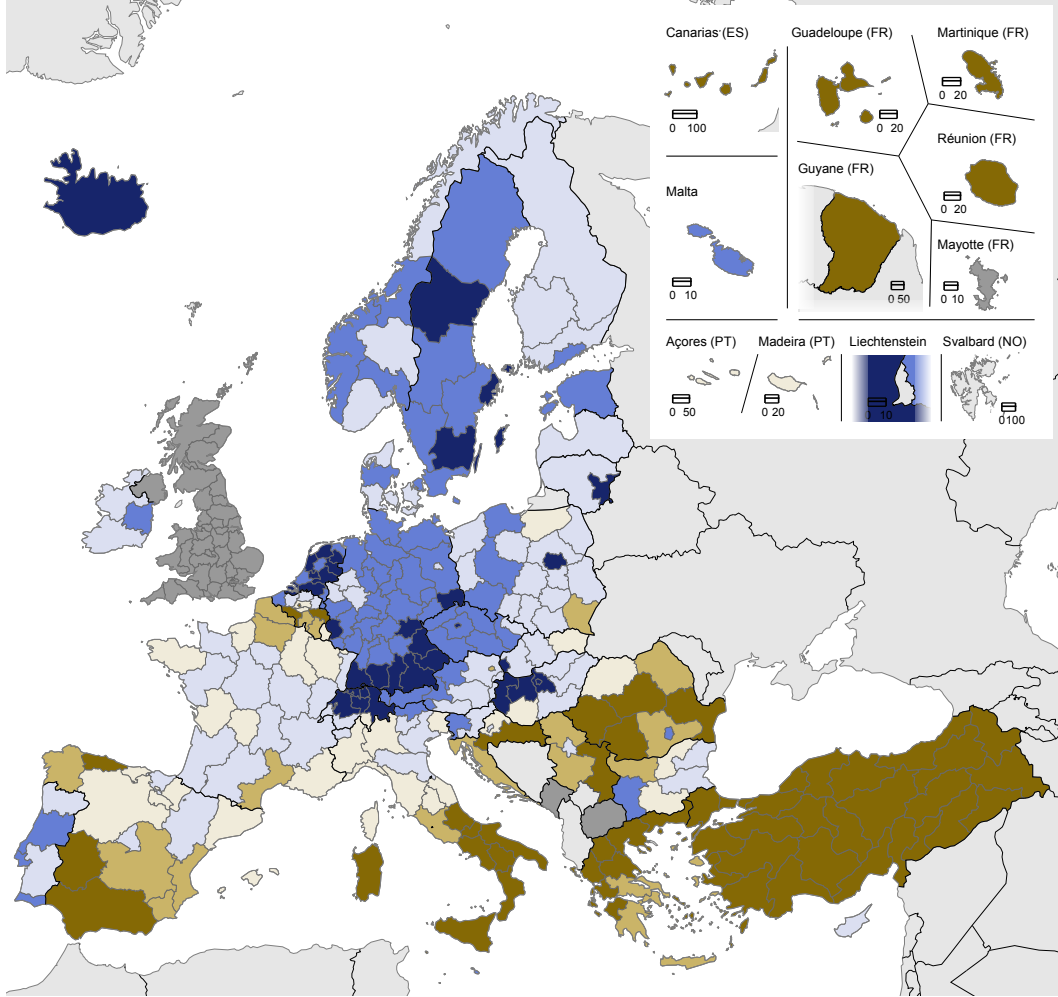 Canarias (ES)
0 100
Guadeloupe (FR)
0 20
Martinique (FR)
0 20
Réunion (FR)
0 20
Guyane (FR)
0 50
Mayotte (FR)
0 10
Malta
0 10
Açores (PT)
0 50
Madeira (PT)
0 20
Liechtenstein
0 10
Svalbard (NO)
0100